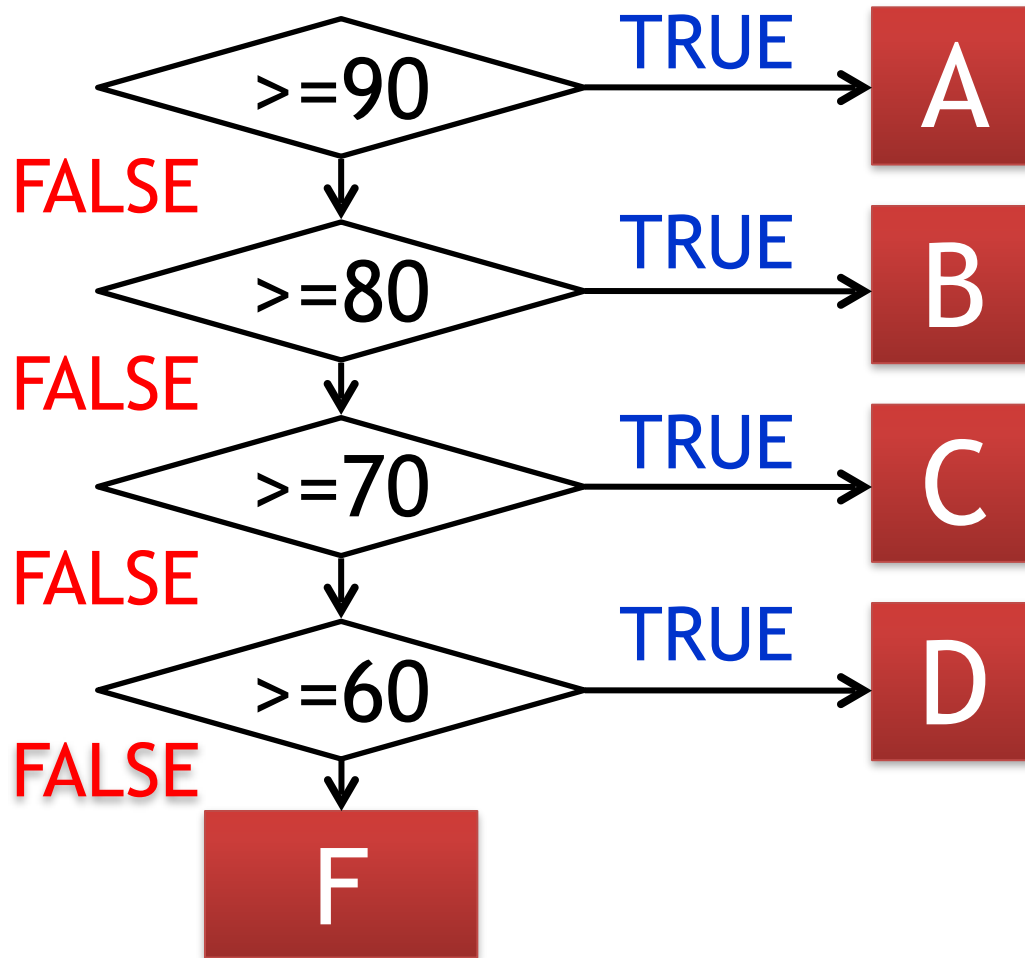 TRUE
>=90
A
FALSE
TRUE
>=80
B
FALSE
TRUE
>=70
C
FALSE
TRUE
>=60
D
FALSE
F